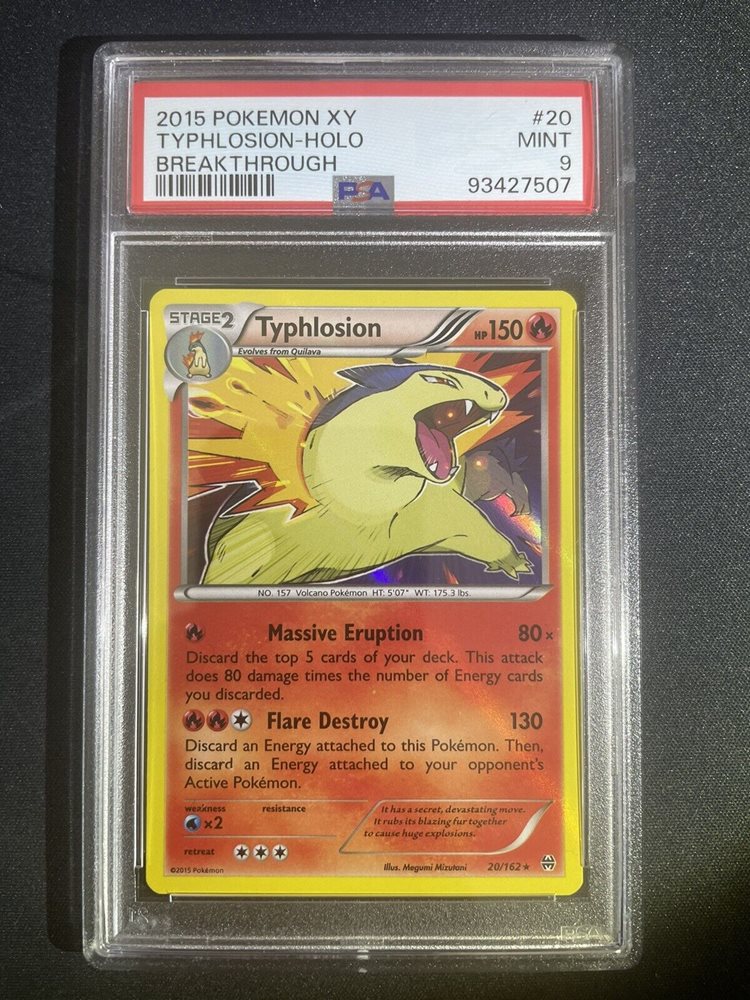 2015 POKEMON XY #20
TYPHLOSION-HOLO MINT
BREAKTHROUGH 9
PSA 93427507
STAGE2 Typhlosion HP 150
Evolves from Quilava
NO. 157 Volcano Pokémon HT: 5'07" WT: 175.3 lbs.
Massive Eruption 80×
Discard the top 5 cards of your deck. This attack
does 80 damage times the number of Energy cards
you discarded.
Flare Destroy 130
Discard an Energy attached to this Pokémon. Then,
discard an Energy attached to your opponent's
Active Pokémon.
weakness resistance
×2
retreat
It has a secret, devastating move.
It rubs its blazing fur together
to cause huge explosions.
©2015 Pokémon Illus. Megumi Mizutani 20/162 ★
PSA